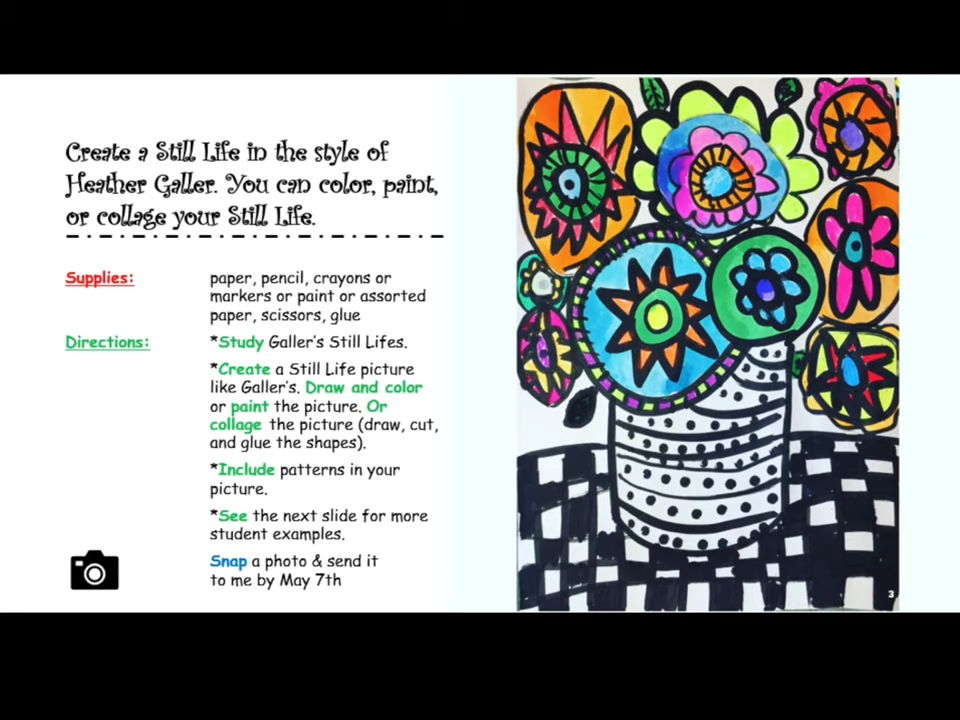 Create a Still Life in the style of
Heather Galler. You can color, paint,
or collage your Still Life.
Supplies:
paper, pencil, crayons or
markers or paint or assorted
paper, scissors, glue
Directions:
*Study Galler's Still Lifes.
*Create a Still Life picture
like Galler's. Draw and color
or paint the picture. Or
collage the picture (draw, cut,
and glue the shapes).
*Include patterns in your
picture.
*See the next slide for more
student examples.
Snap a photo & send it
to me by May 7th
3